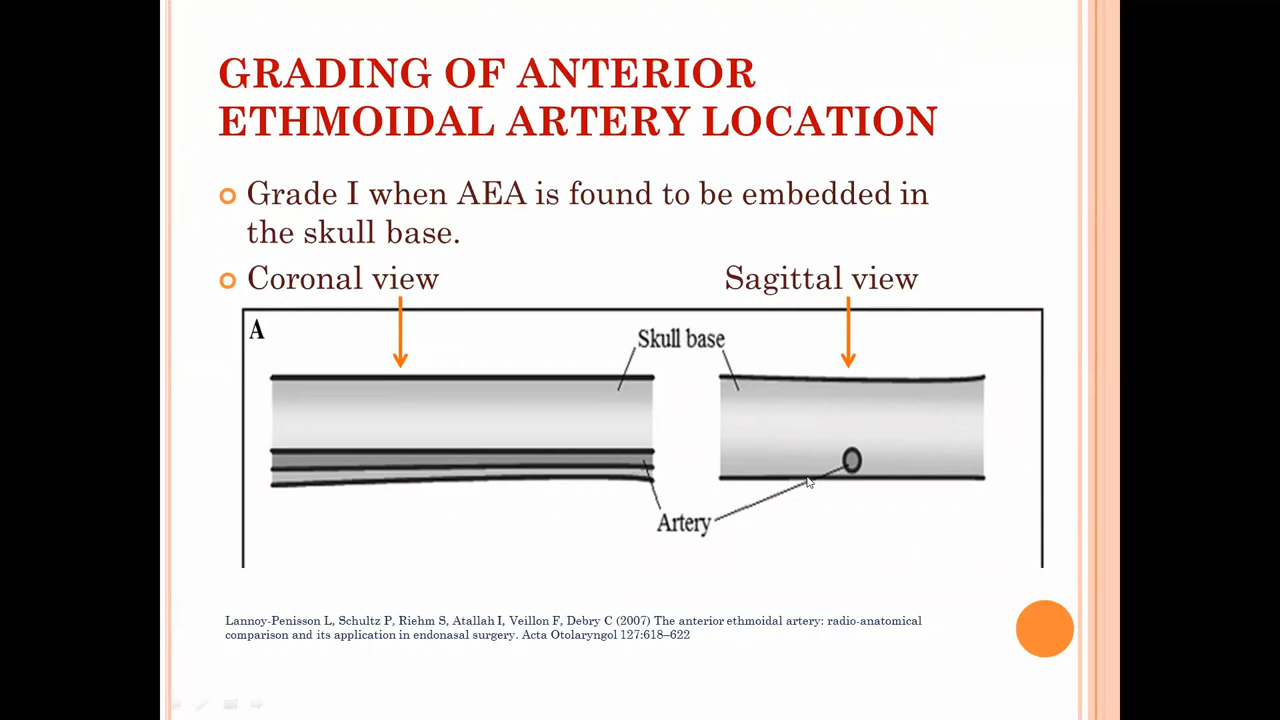 GRADING OF ANTERIOR
ETHMOIDAL ARTERY LOCATION
Grade I when AEA is found to be embedded in
the skull base.
Coronal view
Sagittal view
A
Skull base
Artery
Lannoy-Penisson L, Schultz P, Riehm S, Atallah I, Veillon F, Debry C (2007) The anterior ethmoidal artery: radio-anatomical
comparison and its application in endonasal surgery. Acta Otolaryngol 127:618–622